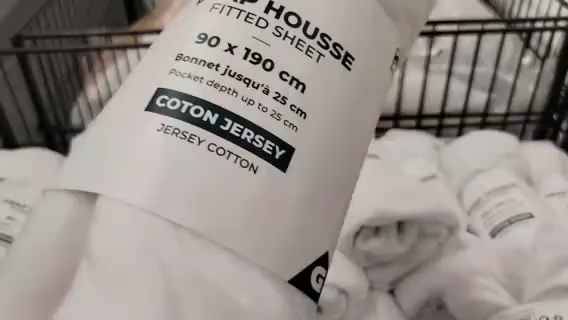 HOUSSE
FITTED SHEET
90 x 190 cm
Bonnet jusqu'à 25 cm
Pocket depth up to 25 cm
COTON JERSEY
JERSEY COTTON
G